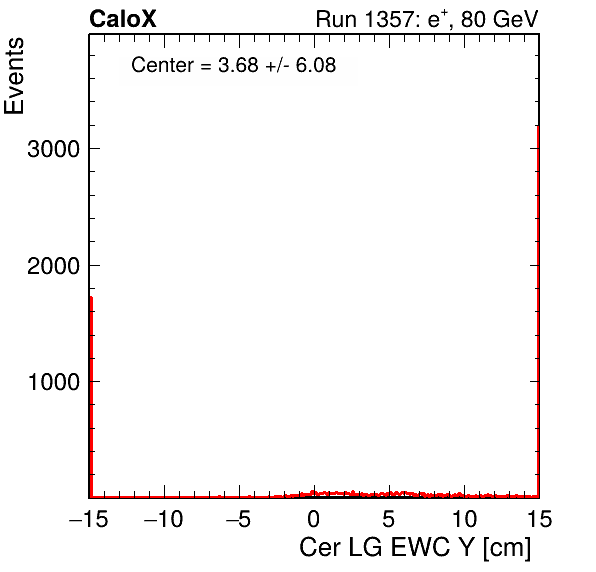 CaloX Run 1357: e⁺, 80 GeV
Center = 3.68 +/- 6.08
Events
3000
2000
1000
−15 −10 −5 0 5 10 15
Cer LG EWC Y [cm]